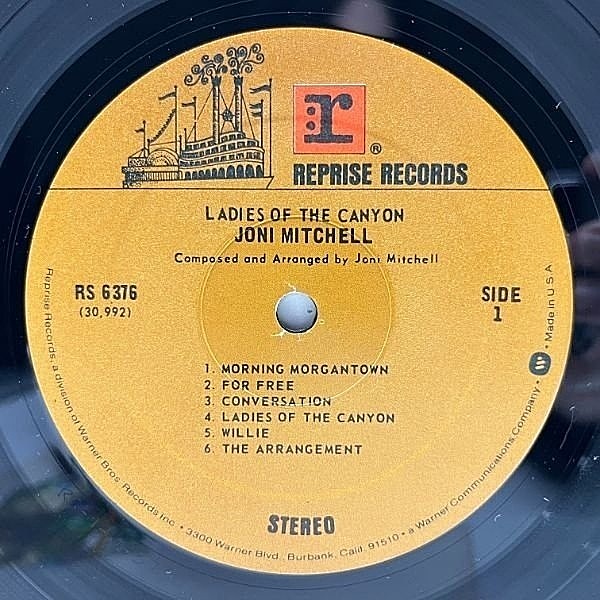 r
®
REPRISE RECORDS
LADIES OF THE CANYON
JONI MITCHELL
Composed and Arranged by Joni Mitchell
RS 6376
(30,992)
SIDE
1
1. MORNING MORGANTOWN
2. FOR FREE
3. CONVERSATION
4. LADIES OF THE CANYON
5. WILLIE
6. THE ARRANGEMENT
STEREO
Reprise Records, a division of Warner Bros. Records Inc. • 3300 Warner Blvd., Burbank, Calif. 91510 • a Warner Communications Company. • Made in U.S.A.